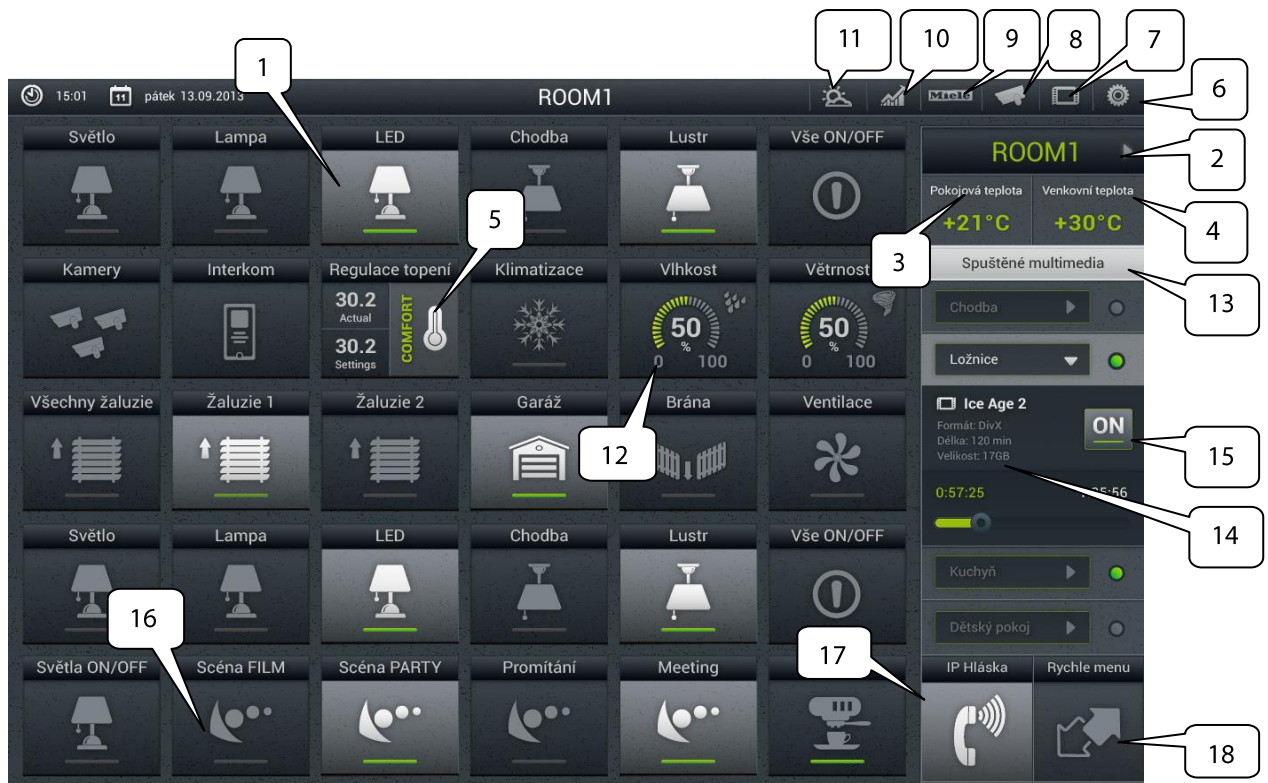 11
10
9
8
7
1
15:01
11
pátek 13.09.2013
ROOM1
Miele
6
Světlo
Lampa
LED
Chodba
Lustr
Vše ON/OFF
ROOM1
2
Pokojová teplota
Venkovní teplota
+21°C
+30°C
5
3
4
Kamery
Interkom
Regulace topení
Klimatizace
Vlhkost
Větrnost
Spuštěné multimedia
13
30.2
Actual
30.2
Settings
COMFORT
50
%
0
100
50
%
0
100
Chodba
Ložnice
Všechny žaluzie
Žaluzie 1
Žaluzie 2
Garáž
Brána
Ventilace
12
Ice Age 2
Formát: DivX
Délka: 120 min
Velikost: 17GB
ON
15
0:57:25
:56
14
Světlo
Lampa
LED
Chodba
Lustr
Vše ON/OFF
Kuchyň
Dětský pokoj
16
17
Světla ON/OFF
Scéna FILM
Scéna PARTY
Promítání
Meeting
IP Hláska
Rychle menu
18